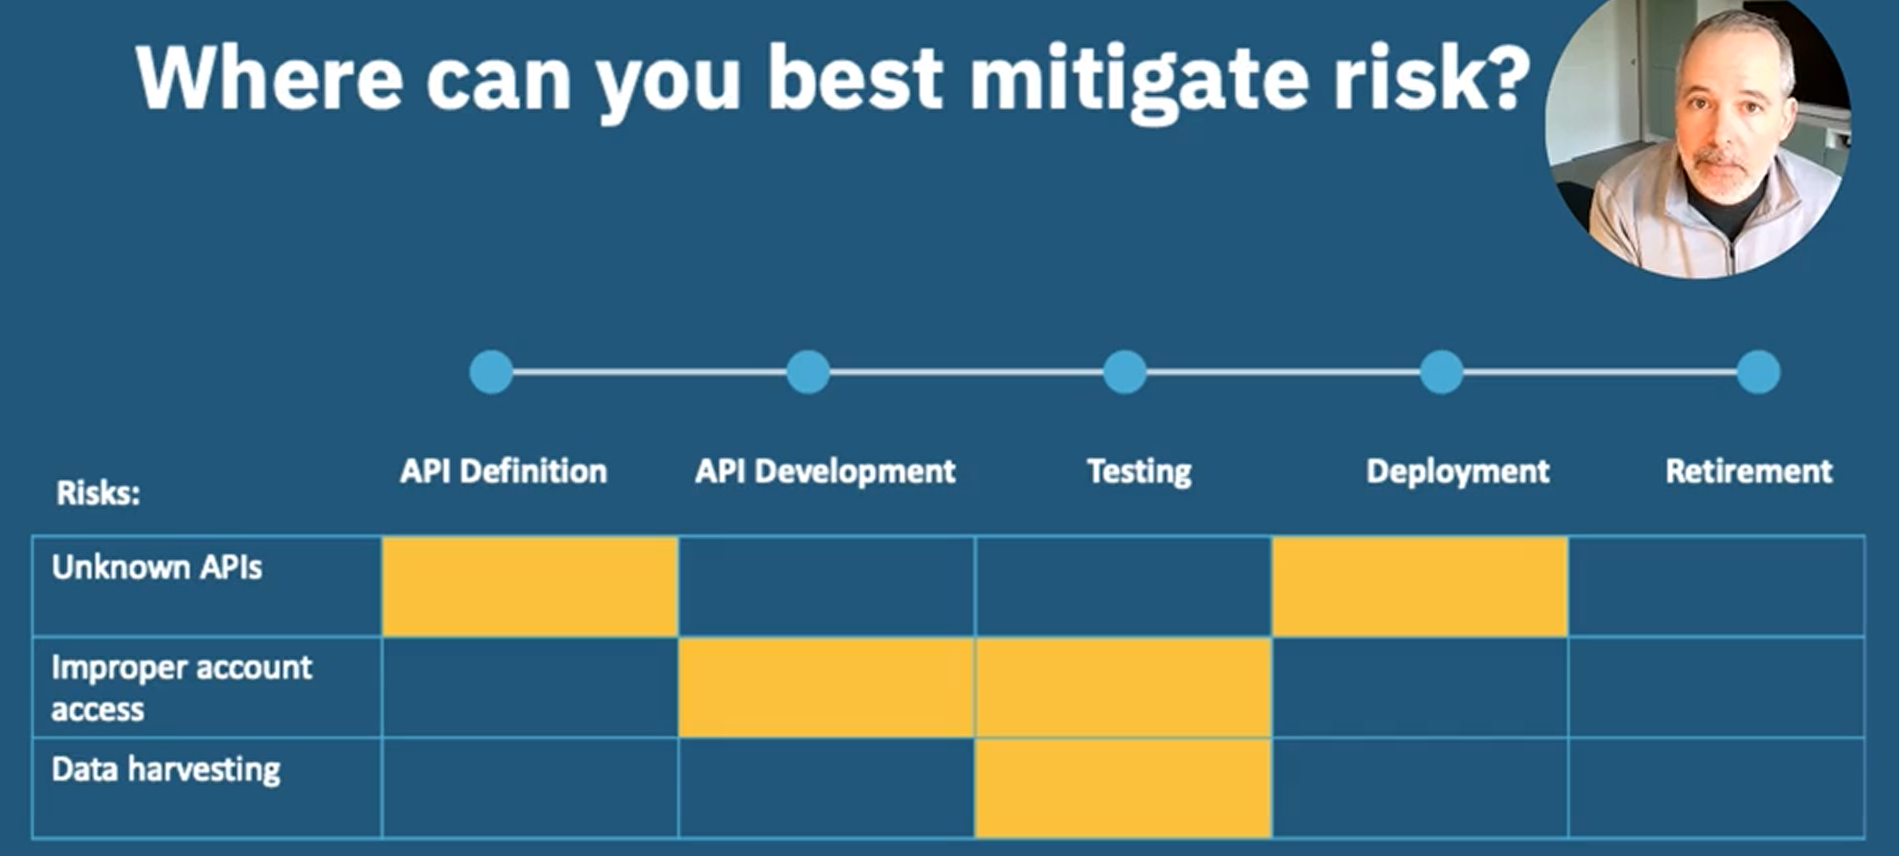 Where can you best mitigate risk?
API Definition
API Development
Testing
Deployment
Retirement
Risks:
Unknown APIs
Improper account
access
Data harvesting